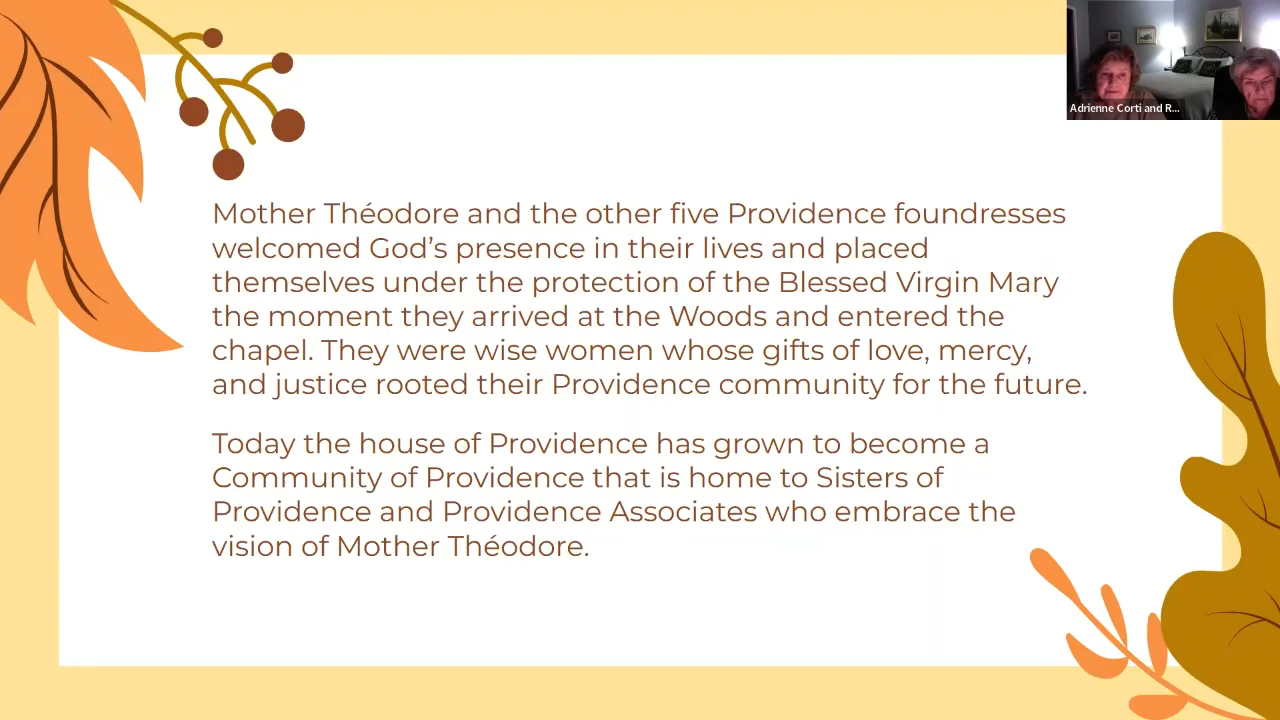 Adrienne Corti and R...
Mother Théodore and the other five Providence foundresses
welcomed God’s presence in their lives and placed
themselves under the protection of the Blessed Virgin Mary
the moment they arrived at the Woods and entered the
chapel. They were wise women whose gifts of love, mercy,
and justice rooted their Providence community for the future.
Today the house of Providence has grown to become a
Community of Providence that is home to Sisters of
Providence and Providence Associates who embrace the
vision of Mother Théodore.